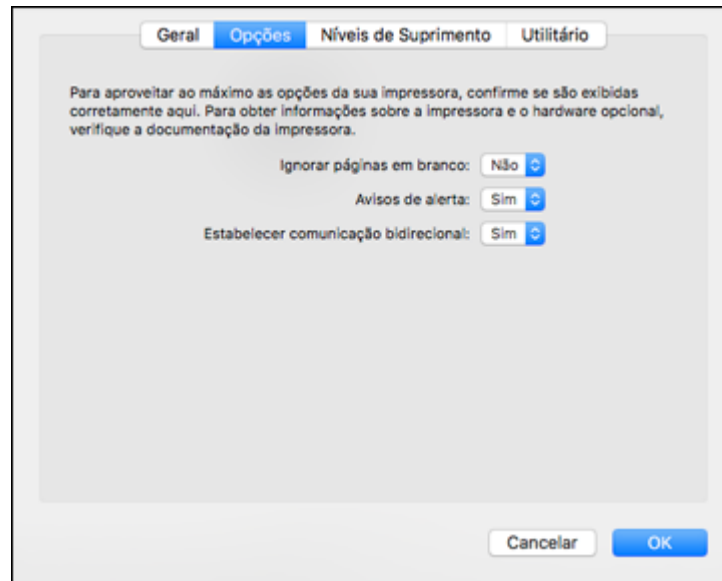 Geral Opções Níveis de Suprimento Utilitário
Para aproveitar ao máximo as opções da sua impressora, confirme se são exibidas
corretamente aqui. Para obter informações sobre a impressora e o hardware opcional,
verifique a documentação da impressora.
Ignorar páginas em branco: Não
Avisos de alerta: Sim
Estabelecer comunicação bidirecional: Sim
Cancelar OK